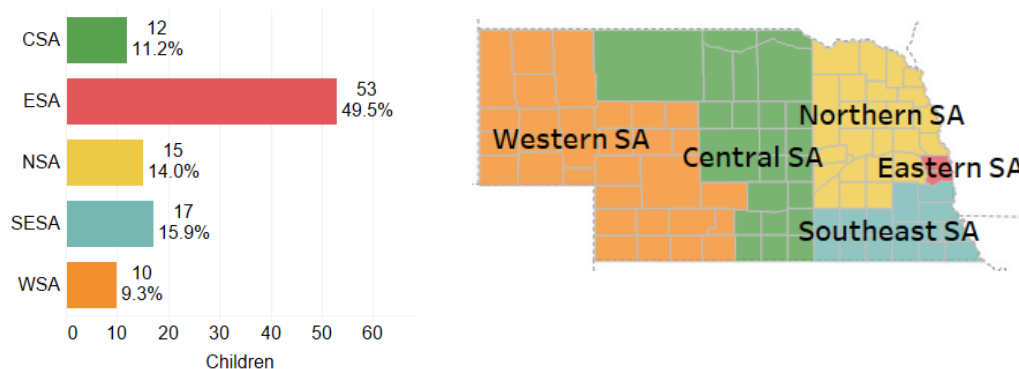 CSA
12
11.2%
ESA
53
49.5%
NSA
15
14.0%
SESA
17
15.9%
WSA
10
9.3%
0 10 20 30 40 50 60
Children
Northern SA
Western SA
Central SA
Eastern SA
Southeast SA